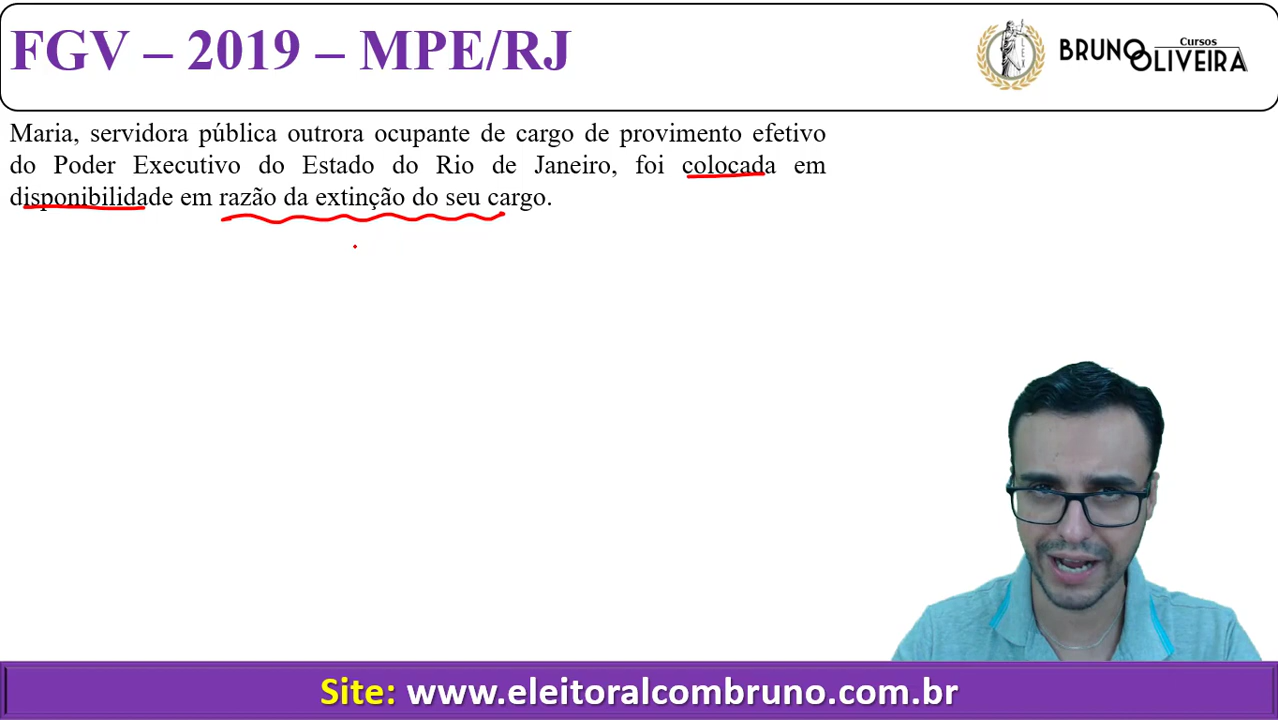 FGV – 2019 – MPE/RJ
Cursos
BRUNO
OLIVEIRA
Maria, servidora pública outrora ocupante de cargo de provimento efetivo
do Poder Executivo do Estado do Rio de Janeiro, foi colocada em
disponibilidade em razão da extinção do seu cargo.
Site: www.eleitoralcombruno.com.br